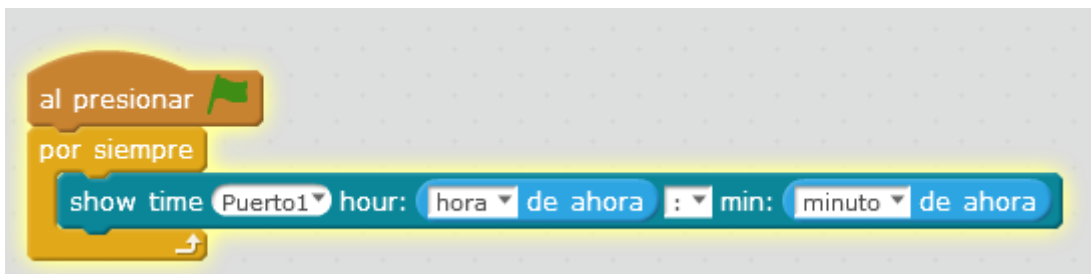 al presionar
por siempre
show time Puerto1 hour: hora de ahora : min: minuto de ahora